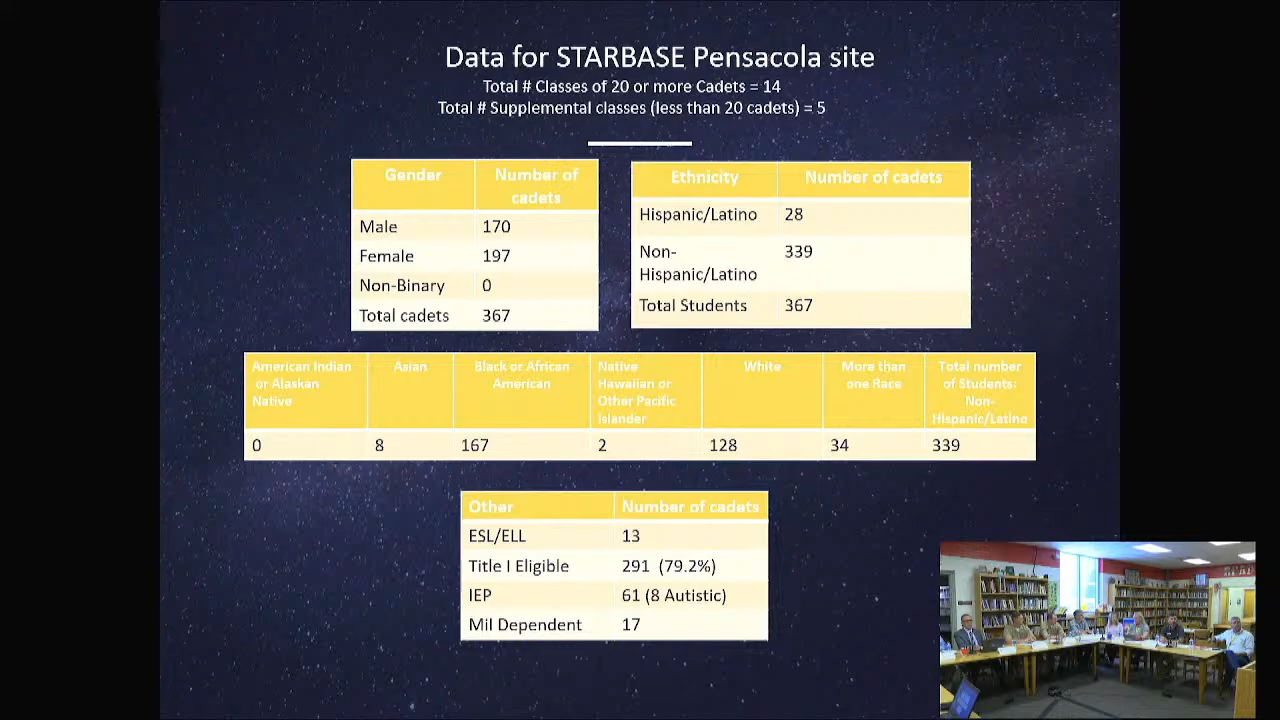 Data for STARBASE Pensacola site
Total # Classes of 20 or more Cadets = 14
Total # Supplemental classes (less than 20 cadets) = 5
Gender Number of
cadets
Male 170
Female 197
Non-Binary 0
Total cadets 367
Ethnicity Number of cadets
Hispanic/Latino 28
Non- 339
Hispanic/Latino
Total Students 367
American Indian Asian Black or African Native White More than Total number
or Alaskan American Hawaiian or one Race of Students:
Native Other Pacific Non-
Islander Hispanic/Latino
0 8 167 2 128 34 339
Other Number of cadets
ESL/ELL 13
Title I Eligible 291 (79.2%)
IEP 61 (8 Autistic)
Mil Dependent 17